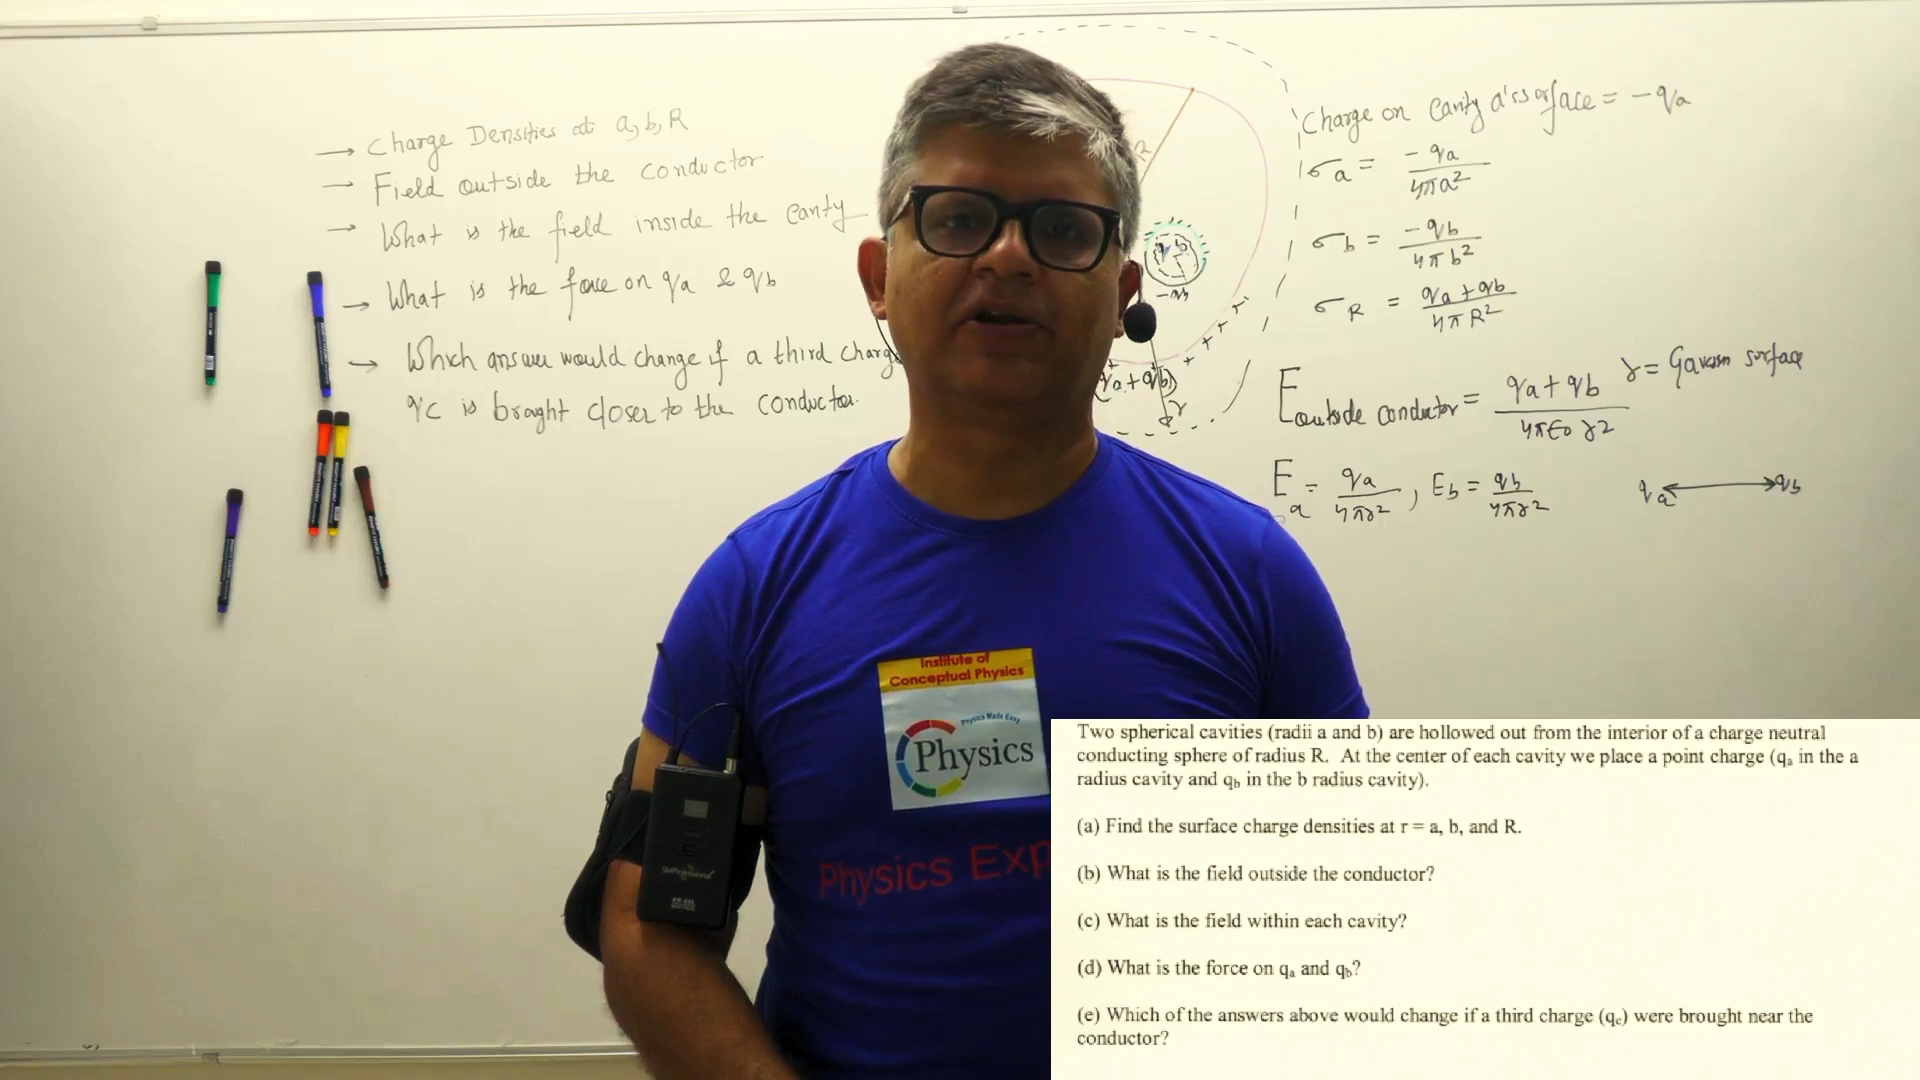 → Charge Densities at a, b, R
→ Field outside the conductor
→ What is the field inside the cavity
→ What is the force on qa & qb
→ Which answer would change if a third charge
qc is brought closer to the conductor.
R
qb
-qb
(qa+qb)
r
Charge on cavity a's surface = -qa
σa = -qa / 4πa²
σb = -qb / 4πb²
σR = qa+qb / 4πR²
r = Gaussian surface
E outside conductor = qa+qb / 4πε0 r²
Ea = qa / 4πr² , Eb = qb / 4πr²
qa ↔ qb
Institute of
Conceptual Physics
Physics Made Easy
Physics
Physics Exp
Two spherical cavities (radii a and b) are hollowed out from the interior of a charge neutral
conducting sphere of radius R. At the center of each cavity we place a point charge (qa in the a
radius cavity and qb in the b radius cavity).
(a) Find the surface charge densities at r = a, b, and R.
(b) What is the field outside the conductor?
(c) What is the field within each cavity?
(d) What is the force on qa and qb?
(e) Which of the answers above would change if a third charge (qc) were brought near the
conductor?